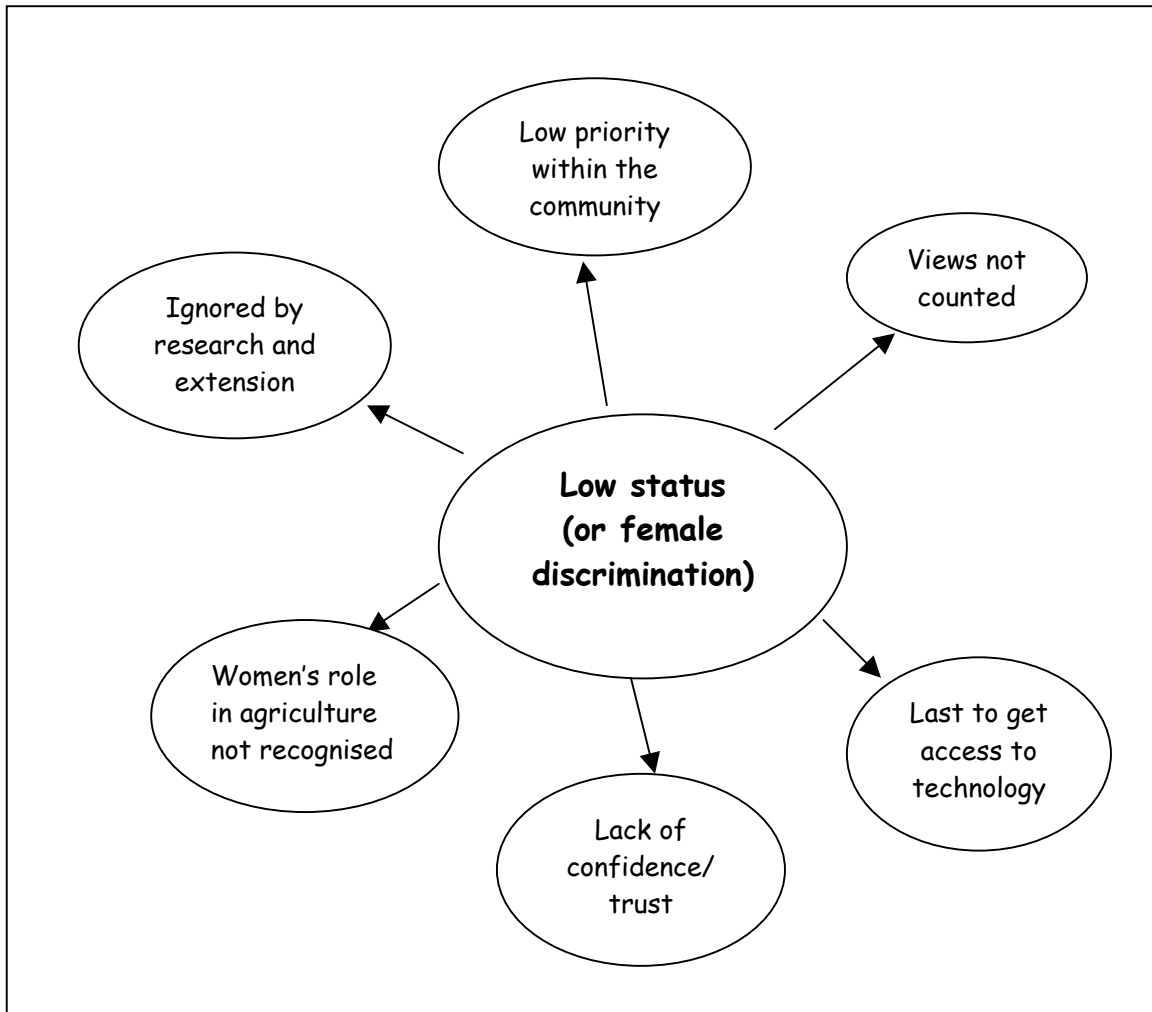 Low priority
within the
community
Views not
counted
Ignored by
research and
extension
Low status
(or female
discrimination)
Women’s role
in agriculture
not recognised
Last to get
access to
technology
Lack of
confidence/
trust